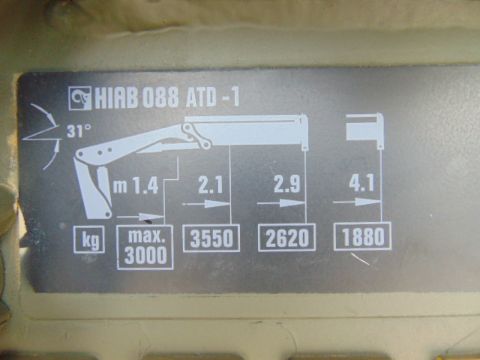 HIAB 088 ATD -1
31°
m 1.4 2.1 2.9 4.1
kg max. 3000 3550 2620 1880